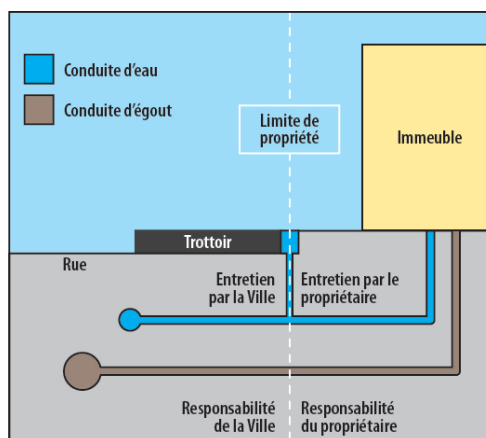 Conduite d'eau
Conduite d'égout
Limite de
propriété
Immeuble
Trottoir
Rue
Entretien
par la Ville
Entretien par le
propriétaire
Responsabilité
de la Ville
Responsabilité
du propriétaire